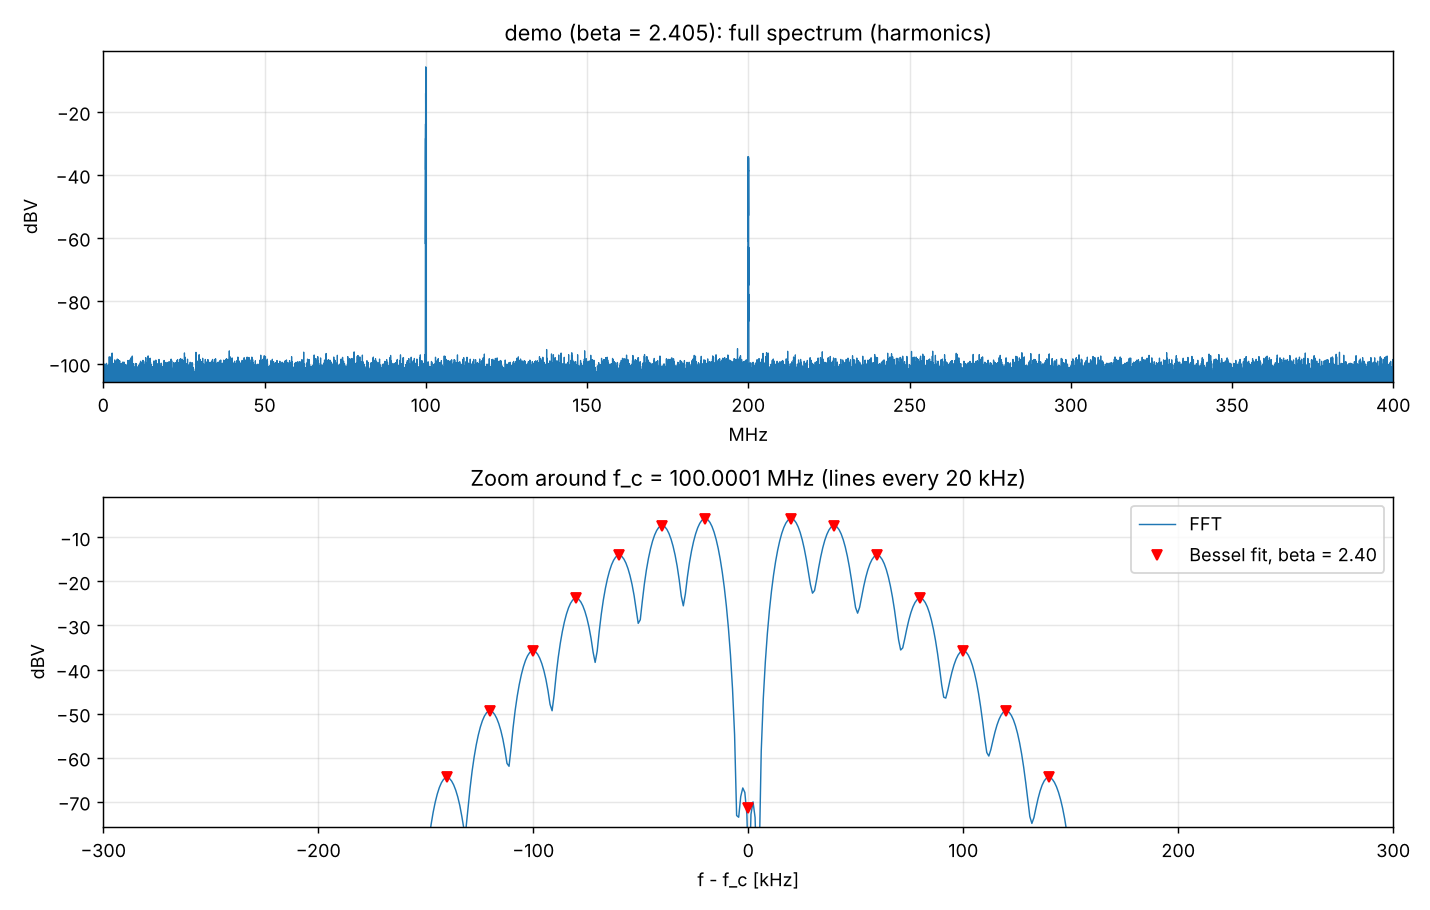 demo (beta = 2.405): full spectrum (harmonics)
dBV
−20
−40
−60
−80
−100
0 50 100 150 200 250 300 350 400
MHz
Zoom around f_c = 100.0001 MHz (lines every 20 kHz)
FFT
Bessel fit, beta = 2.40
dBV
−10
−20
−30
−40
−50
−60
−70
−300 −200 −100 0 100 200 300
f - f_c [kHz]